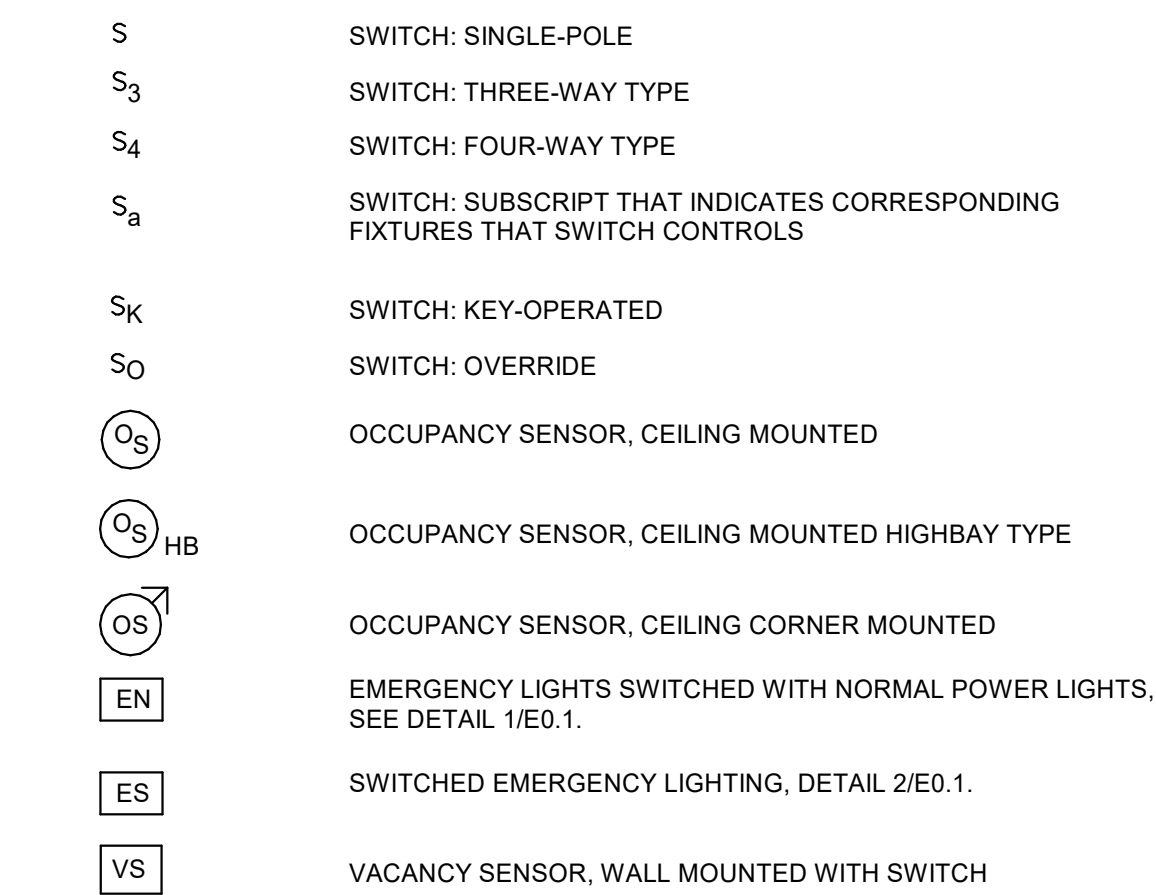 S SWITCH: SINGLE-POLE
S3 SWITCH: THREE-WAY TYPE
S4 SWITCH: FOUR-WAY TYPE
Sa SWITCH: SUBSCRIPT THAT INDICATES CORRESPONDING
FIXTURES THAT SWITCH CONTROLS
SK SWITCH: KEY-OPERATED
SO SWITCH: OVERRIDE
OS OCCUPANCY SENSOR, CEILING MOUNTED
OS HB OCCUPANCY SENSOR, CEILING MOUNTED HIGHBAY TYPE
OS OCCUPANCY SENSOR, CEILING CORNER MOUNTED
EN EMERGENCY LIGHTS SWITCHED WITH NORMAL POWER LIGHTS,
SEE DETAIL 1/E0.1.
ES SWITCHED EMERGENCY LIGHTING, DETAIL 2/E0.1.
VS VACANCY SENSOR, WALL MOUNTED WITH SWITCH